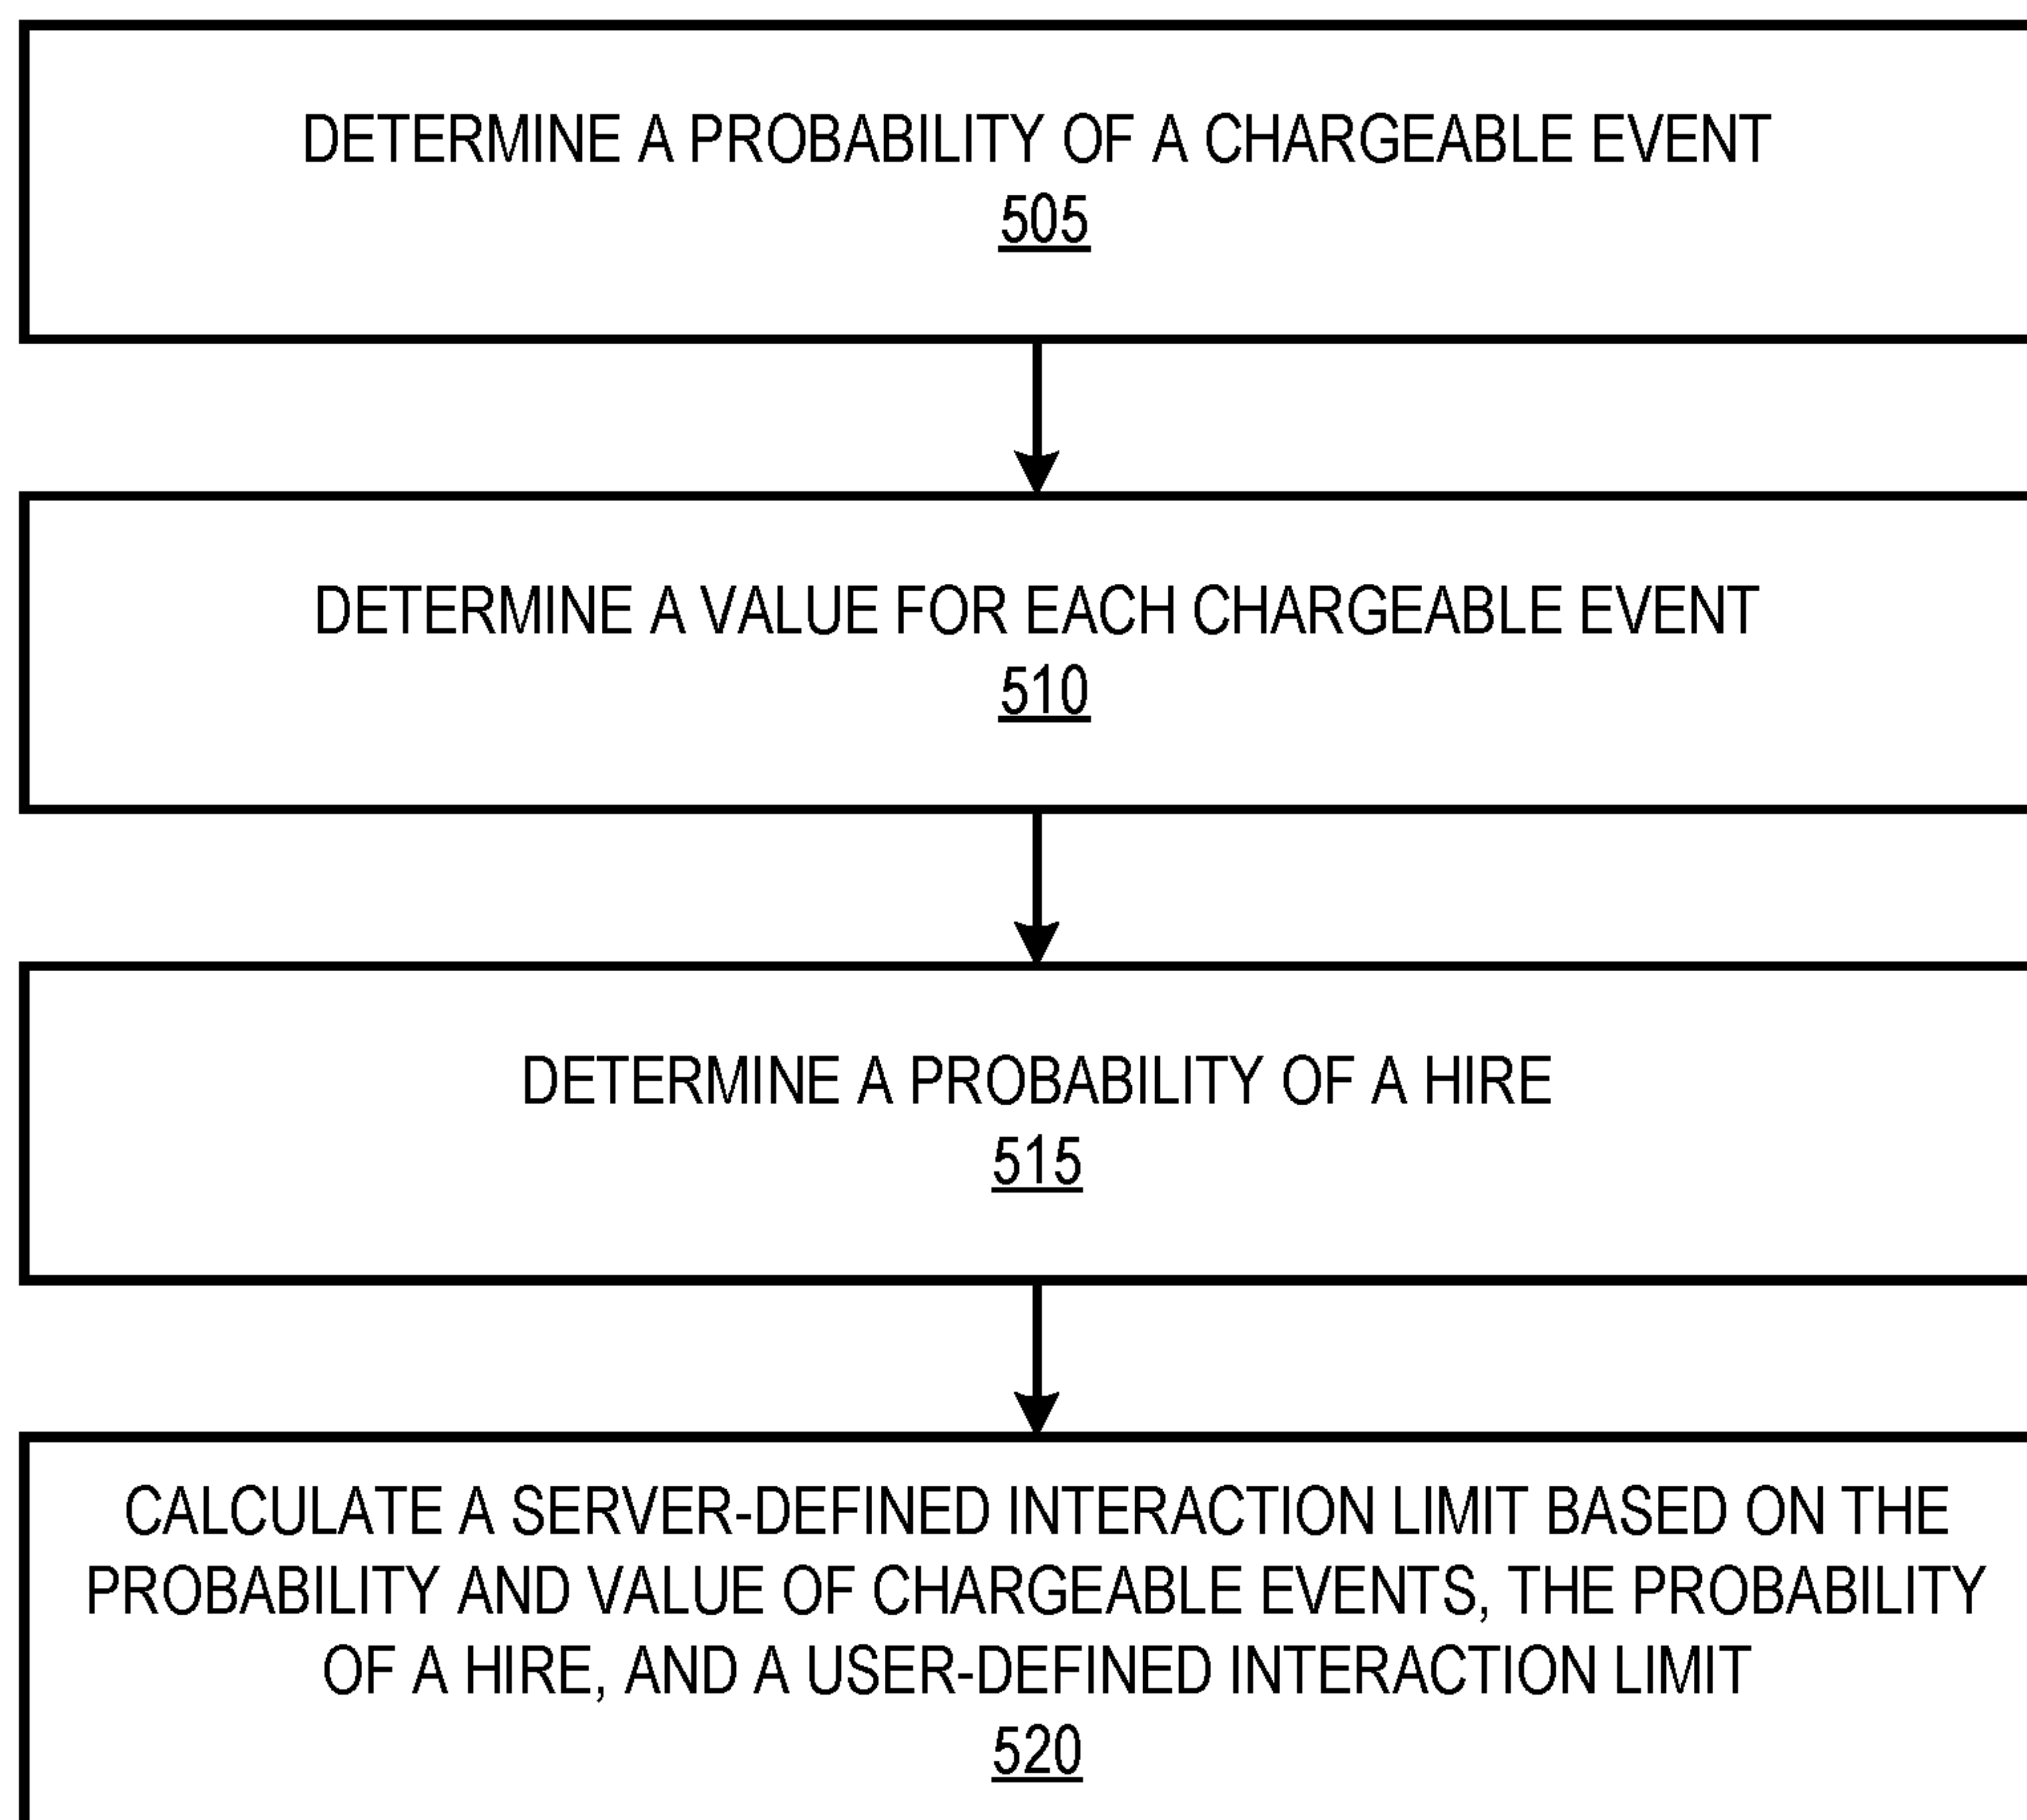 DETERMINE A PROBABILITY OF A CHARGEABLE EVENT
505
DETERMINE A VALUE FOR EACH CHARGEABLE EVENT
510
DETERMINE A PROBABILITY OF A HIRE
515
CALCULATE A SERVER-DEFINED INTERACTION LIMIT BASED ON THE
PROBABILITY AND VALUE OF CHARGEABLE EVENTS, THE PROBABILITY
OF A HIRE, AND A USER-DEFINED INTERACTION LIMIT
520